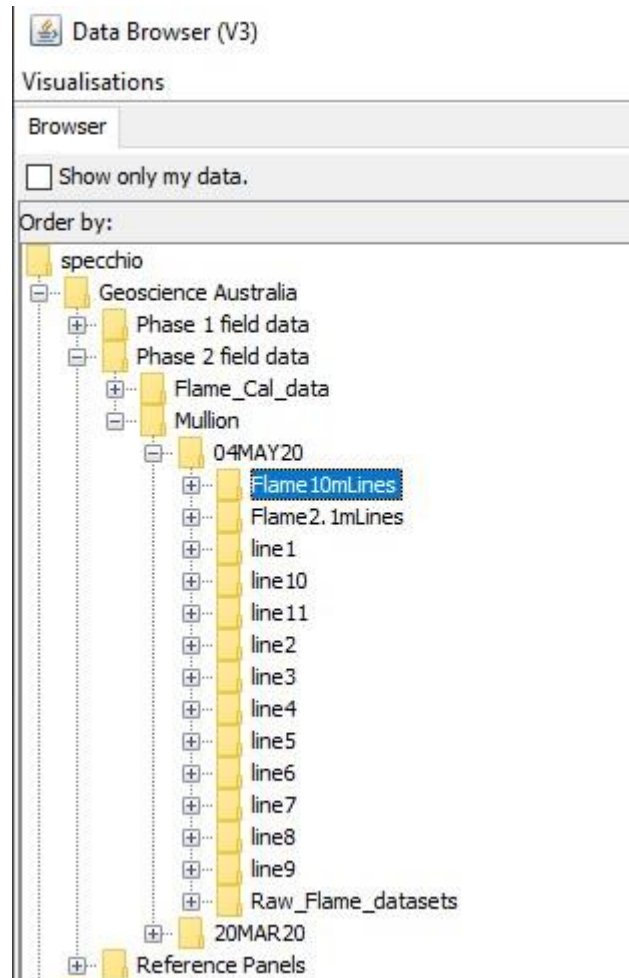 Data Browser (V3)
Visualisations
Browser
Show only my data.
Order by:
specchio
Geoscience Australia
Phase 1 field data
Phase 2 field data
Flame_Cal_data
Mullion
04MAY20
Flame10mLines
Flame2.1mLines
line1
line10
line11
line2
line3
line4
line5
line6
line7
line8
line9
Raw_Flame_datasets
20MAR20
Reference Panels